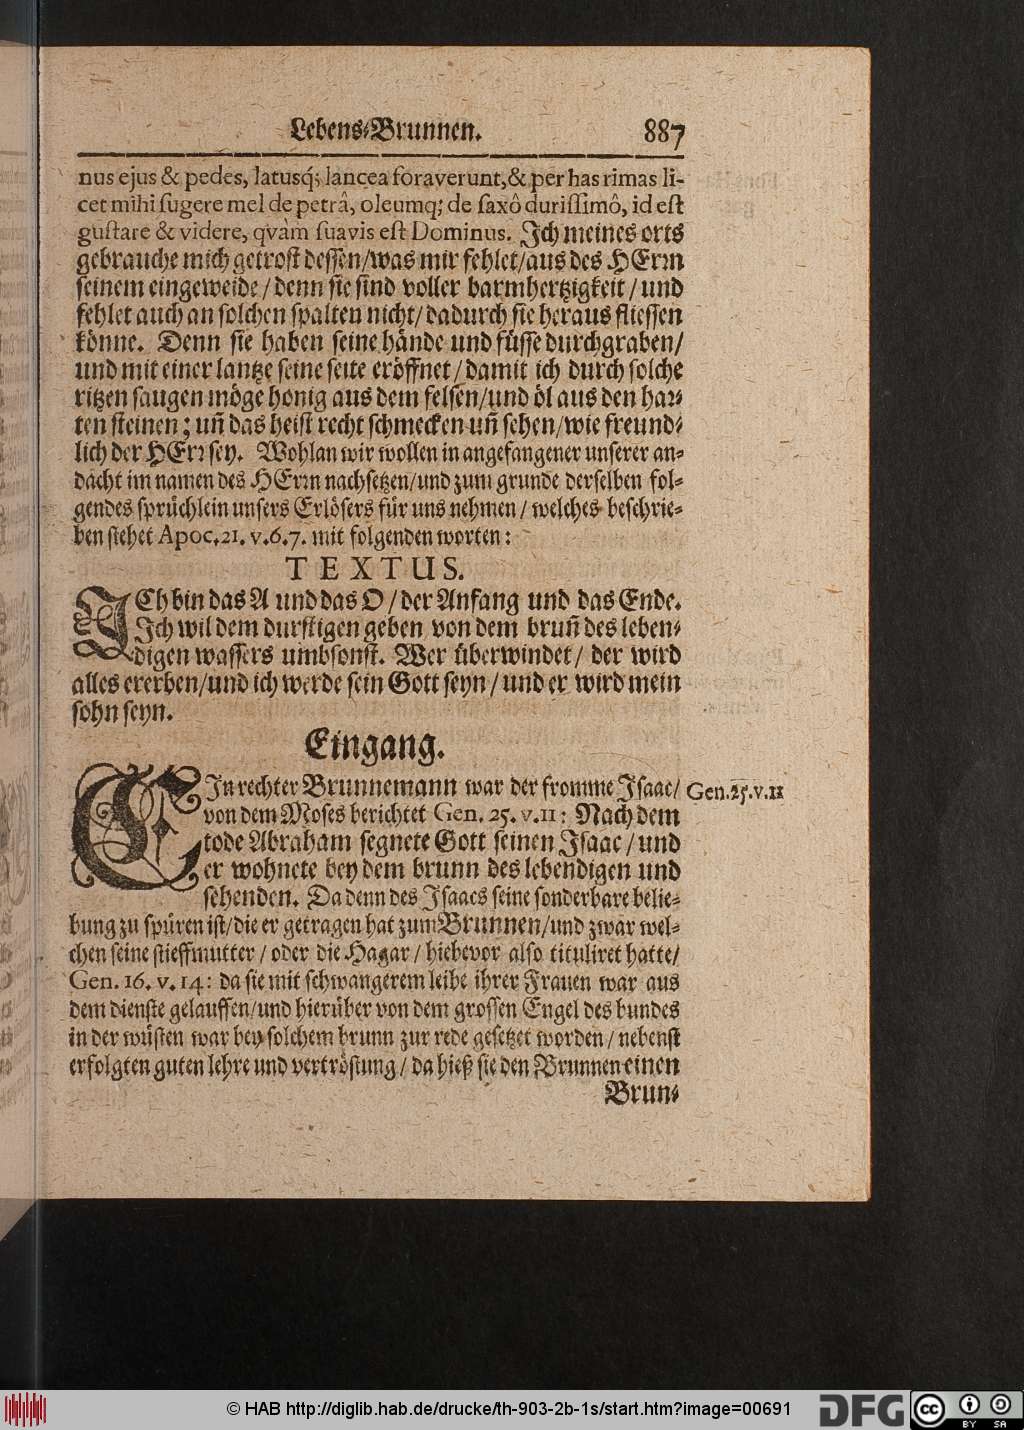 Lebens-Brunnen. 887
nus ejus & pedes, latusq́; lancea foraverunt, & per has rimas li-
cet mihi sugere mel de petrâ, oleumq; de saxô durissimô, id est
gustare & videre, qvàm suavis est Dominus. Ich meines orts
gebrauche mich getrost dessen/was mir fehlet/aus des HErrn
seinem eingeweide/denn sie sind voller barmhertzigkeit/und
fehlet auch an solchen spalten nicht/dadurch sie heraus fliessen
könne. Denn sie haben seine hände und füsse durchgraben/
und mit einer lantze seine seite eröffnet/damit ich durch solche
ritzen saugen möge honig aus dem felsen/und öl aus den har-
ten steinen; uñ das heist recht schmecken uñ sehen/wie freund-
lich der HErr sey. Wohlan wir wollen in angefangener unserer an-
dacht im namen des HErrn nachsetzen/und zum grunde derselben fol-
gendes sprüchlein unsers Erlösers für uns nehmen/welches beschrie-
ben stehet Apoc. 21. v. 6. 7. mit folgenden worten:
TEXTUS.
ICh bin das A und das O/der Anfang und das Ende.
Ich wil dem durstigen geben von dem bruñ des leben-
digen wassers umbsonst. Wer überwindet/der wird
alles ererben/und ich werde sein Gott seyn/und er wird mein
sohn seyn.
Eingang.
EIn rechter Brunnemann war der fromme Isaac/ Gen. 25. v. 11
von dem Moses berichtet Gen. 25. v. 11: Nach dem
tode Abraham segnete Gott seinen Isaac/und
er wohnete bey dem brunn des lebendigen und
sehenden. Da denn des Isaacs seine sonderbare belie-
bung zu spüren ist/die er getragen hat zum Brunnen/und zwar wel-
chen seine stieffmutter/oder die Hagar/hiebevor also tituliret hatte/
Gen. 16. v. 14: da sie mit schwangerem leibe ihrer Frauen war aus
dem dienste gelauffen/und hierüber von dem grossen Engel des bundes
in der wüsten war bey solchem brunn zur rede gesetzet worden/nebenst
erfolgten guten lehre und vertröstung/da hieß sie den Brunnen einen
Brun-
© HAB http://diglib.hab.de/drucke/th-903-2b-1s/start.htm?image=00691 DFG cc BY SA